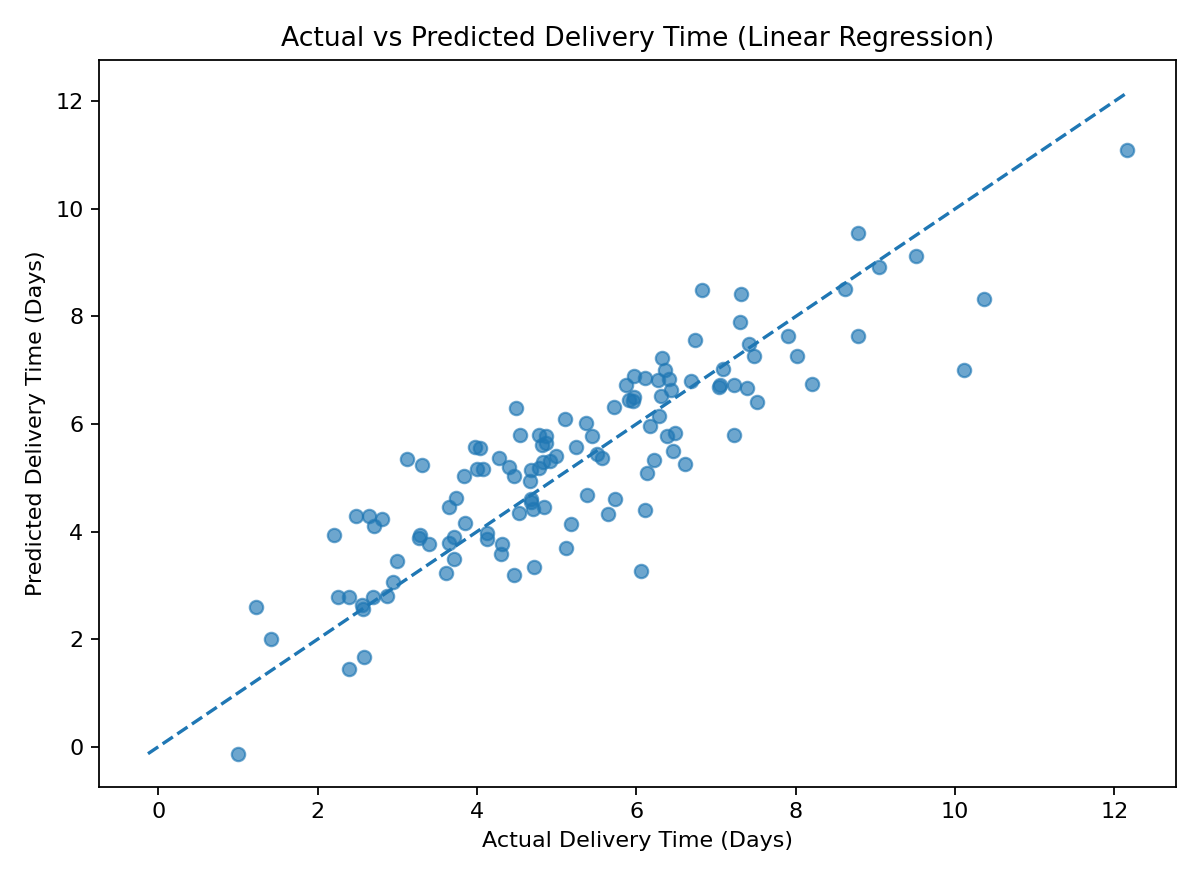 Actual vs Predicted Delivery Time (Linear Regression)
12
10
8
6
4
2
0
Predicted Delivery Time (Days)
0 2 4 6 8 10 12
Actual Delivery Time (Days)